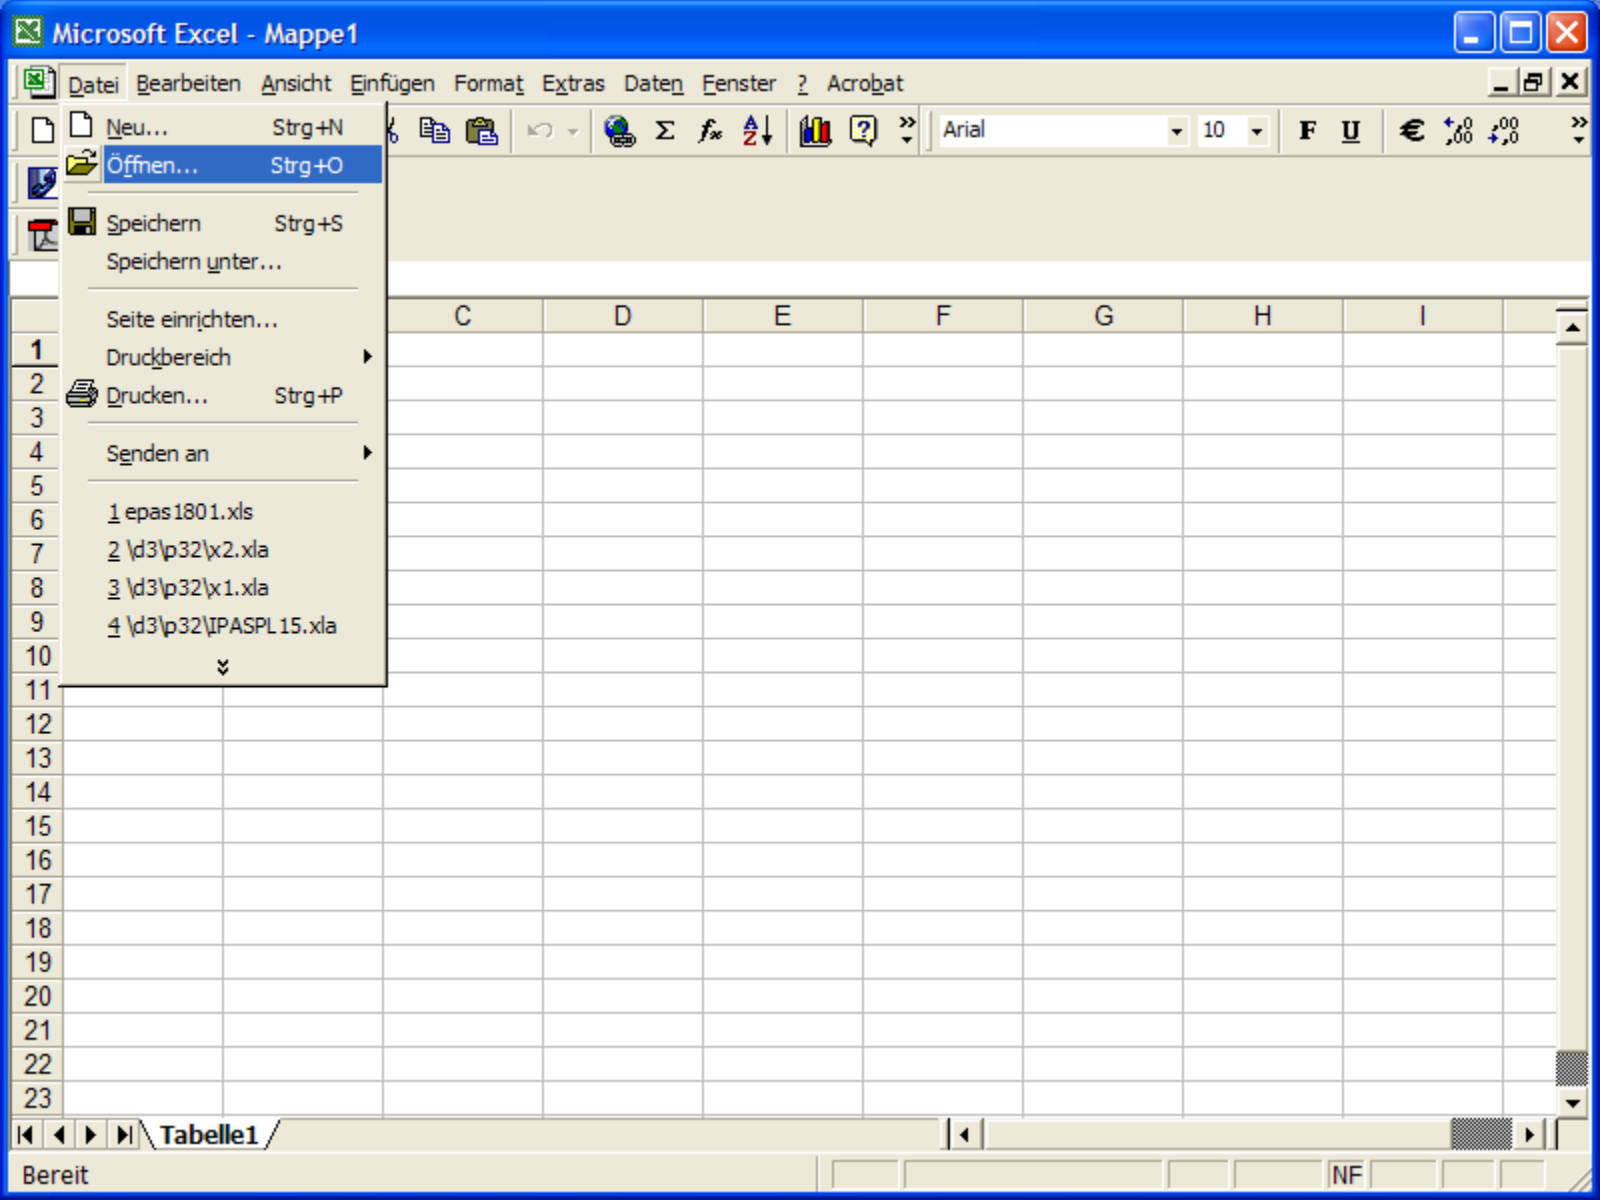 Microsoft Excel - Mappe1
Datei Bearbeiten Ansicht Einfügen Format Extras Daten Fenster ? Acrobat
Arial 10 F U €
Neu... Strg+N
Öffnen... Strg+O
Speichern Strg+S
Speichern unter...
Seite einrichten...
Druckbereich
Drucken... Strg+P
Senden an
1 epas1801.xls
2 \d3\p32\x2.xla
3 \d3\p32\x1.xla
4 \d3\p32\IPASPL15.xla
C D E F G H I
1
2
3
4
5
6
7
8
9
10
11
12
13
14
15
16
17
18
19
20
21
22
23
Tabelle1
Bereit NF